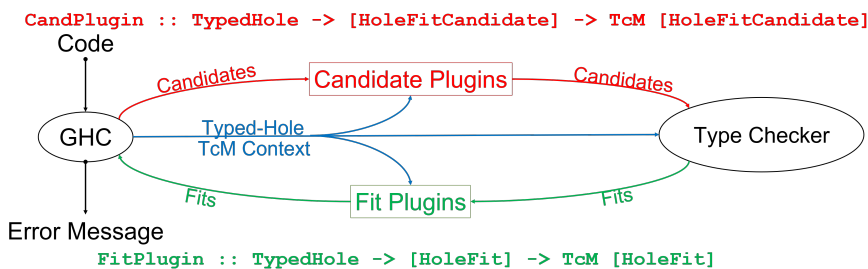 CandPlugin :: TypedHole -> [HoleFitCandidate] -> TcM [HoleFitCandidate]
Code
Candidates
Candidate Plugins
Candidates
GHC
Typed-Hole
TcM Context
Type Checker
Fits
Fit Plugins
Fits
Error Message
FitPlugin :: TypedHole -> [HoleFit] -> TcM [HoleFit]